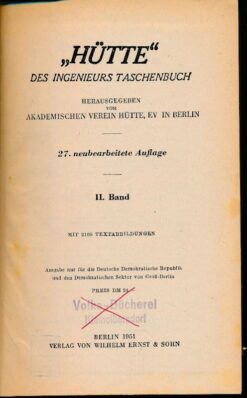 „HÜTTE“
DES INGENIEURS TASCHENBUCH
HERAUSGEGEBEN
VOM
AKADEMISCHEN VEREIN HÜTTE, EV IN BERLIN
27. neubearbeitete Auflage
II. Band
MIT TEXTABBILDUNGEN
Ausgabe nur für die Deutsche Demokratische Republik
und den Demokratischen Sektor von Groß-Berlin
PREIS DM
Volks-Bücherei
BERLIN 1951
VERLAG VON WILHELM ERNST & SOHN